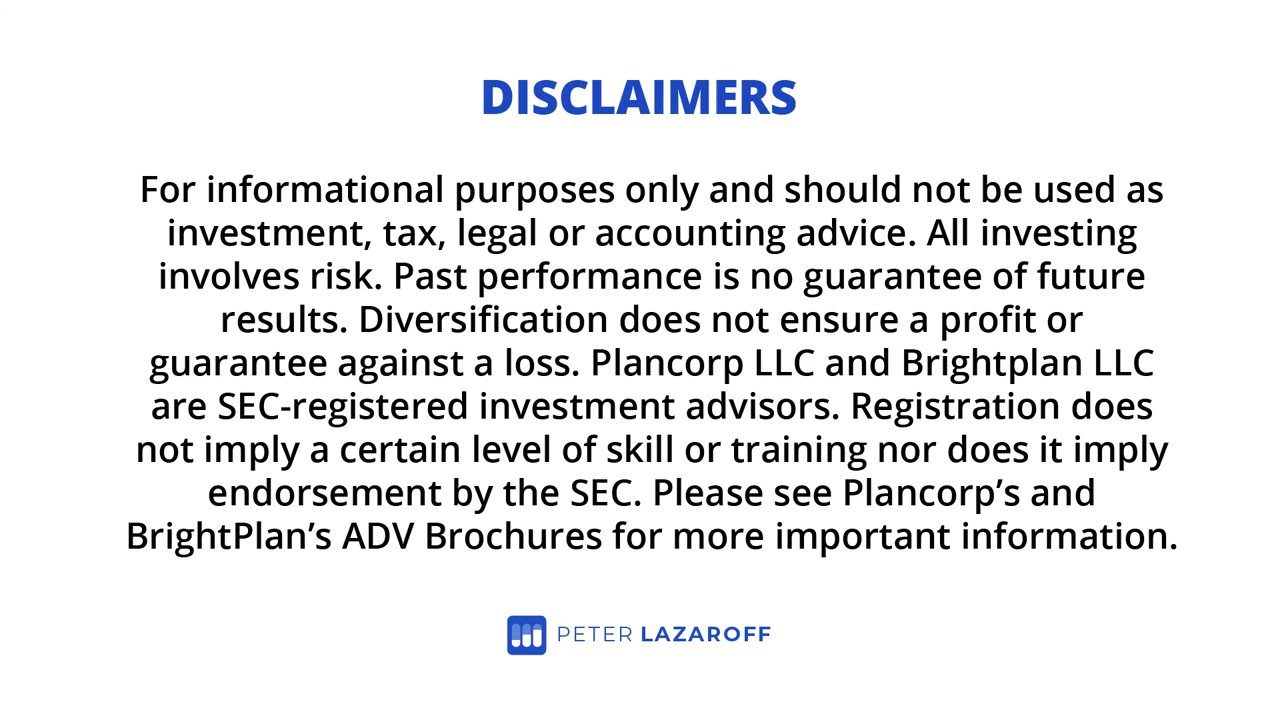 DISCLAIMERS
For informational purposes only and should not be used as
investment, tax, legal or accounting advice. All investing
involves risk. Past performance is no guarantee of future
results. Diversification does not ensure a profit or
guarantee against a loss. Plancorp LLC and Brightplan LLC
are SEC-registered investment advisors. Registration does
not imply a certain level of skill or training nor does it imply
endorsement by the SEC. Please see Plancorp’s and
BrightPlan’s ADV Brochures for more important information.
PETER LAZAROFF